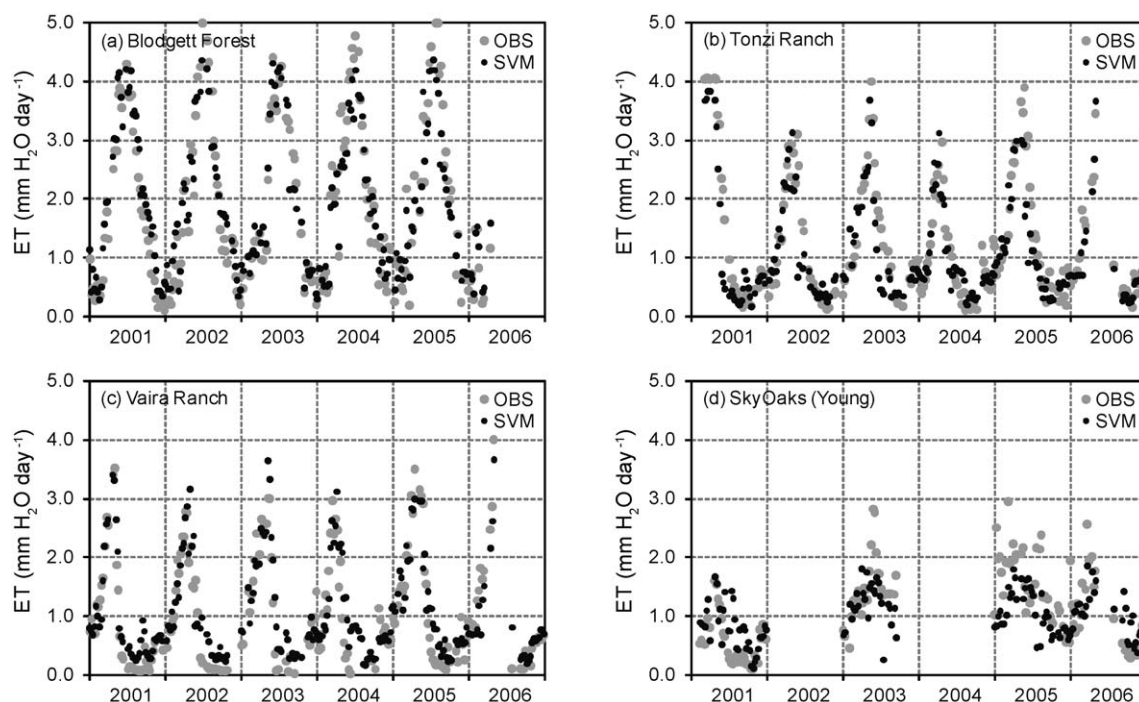 (a) Blodgett Forest
OBS
SVM
ET (mm H₂O day⁻¹)
5.0
4.0
3.0
2.0
1.0
0.0
2001 2002 2003 2004 2005 2006
(b) Tonzi Ranch
OBS
SVM
ET (mm H₂O day⁻¹)
5.0
4.0
3.0
2.0
1.0
0.0
2001 2002 2003 2004 2005 2006
(c) Vaira Ranch
OBS
SVM
ET (mm H₂O day⁻¹)
5.0
4.0
3.0
2.0
1.0
0.0
2001 2002 2003 2004 2005 2006
(d) Sky Oaks (Young)
OBS
SVM
ET (mm H₂O day⁻¹)
5.0
4.0
3.0
2.0
1.0
0.0
2001 2002 2003 2004 2005 2006